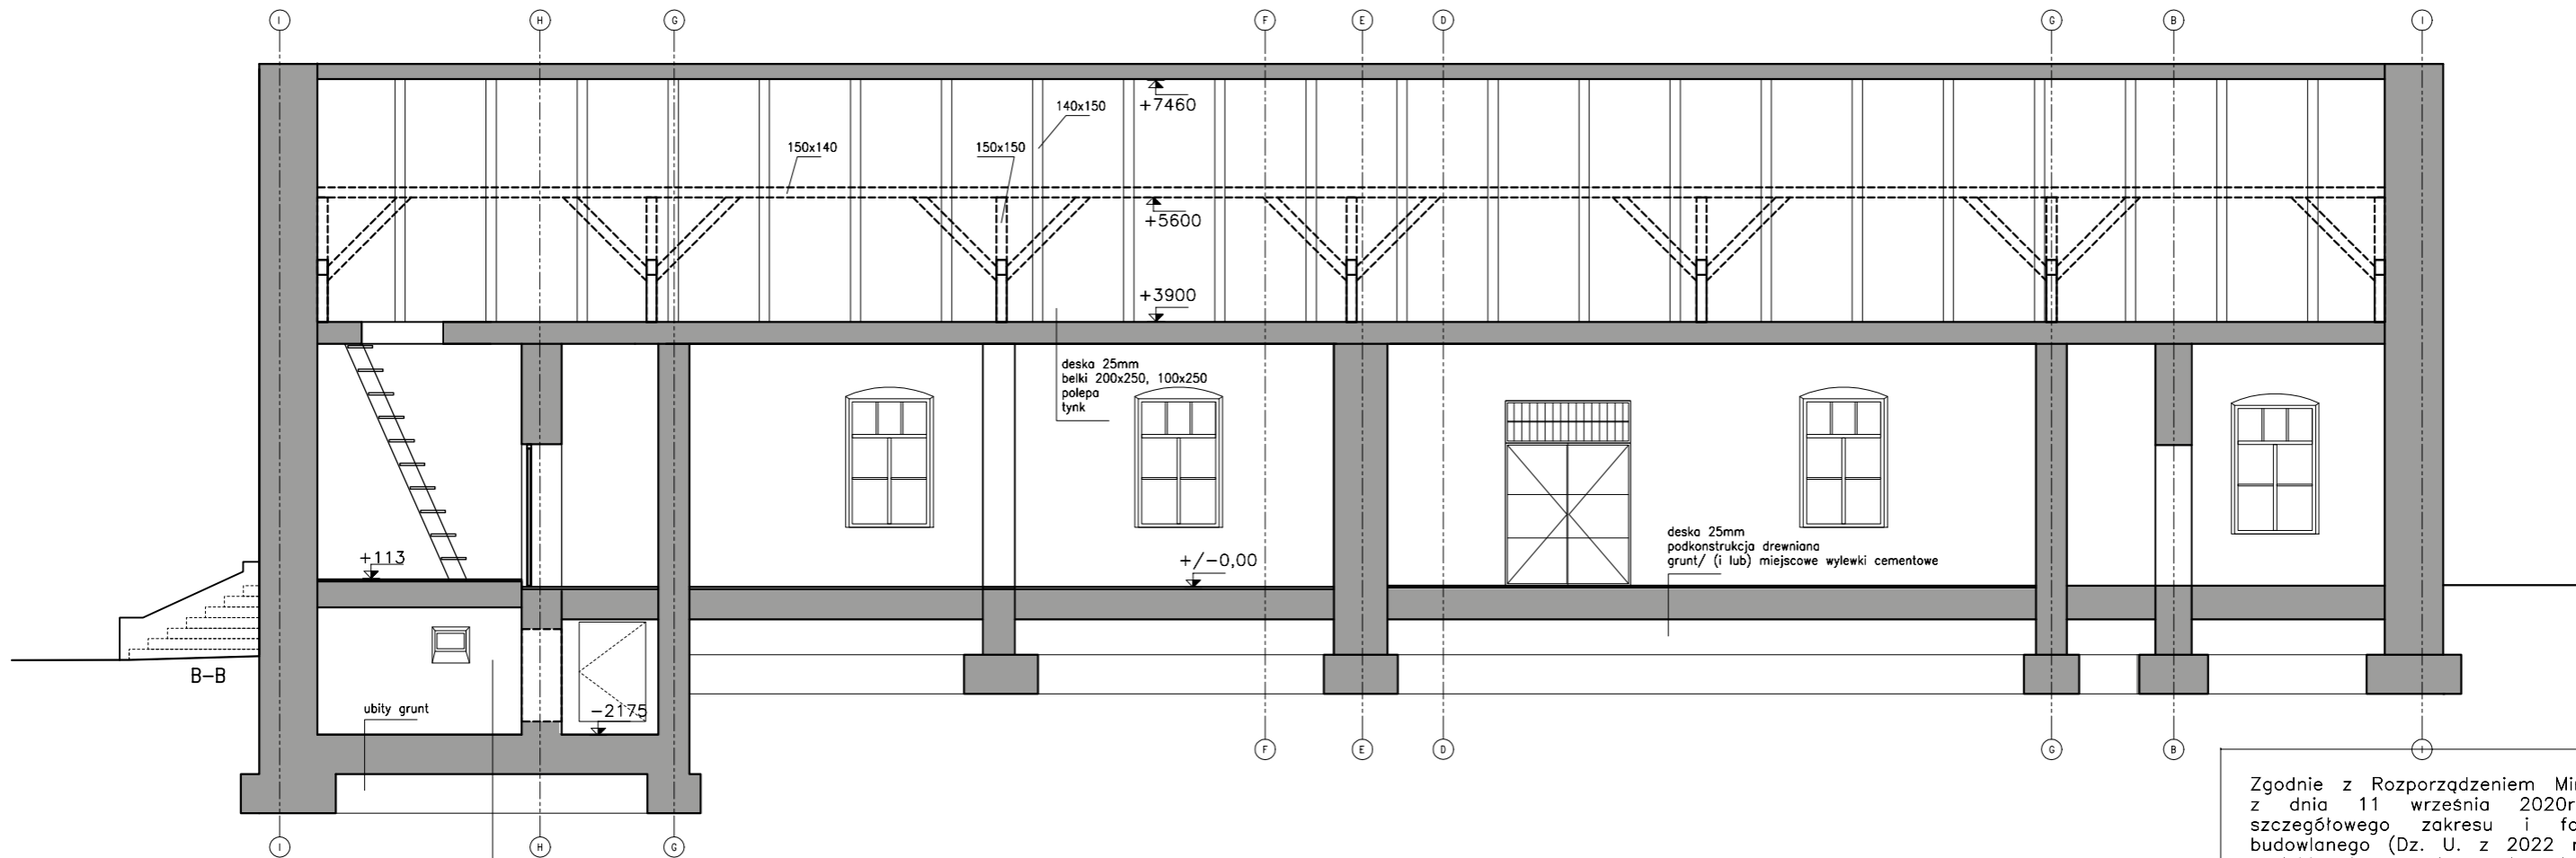 I H G F E D G B I
+7460
140x150
150x140
150x150
+5600
+3900
deska 25mm
belki 200x250, 100x250
polepa
tynk
+113
+/-0,00
deska 25mm
podkonstrukcja drewniana
grunt/ (i lub) miejscowe wylewki cementowe
B-B
ubity grunt
-2175
F E D G B I
I H G
Zgodnie z Rozporządzeniem
z dnia 11 września 2020r
szczegółowego zakresu i
budowlanego (Dz. U. z 2022